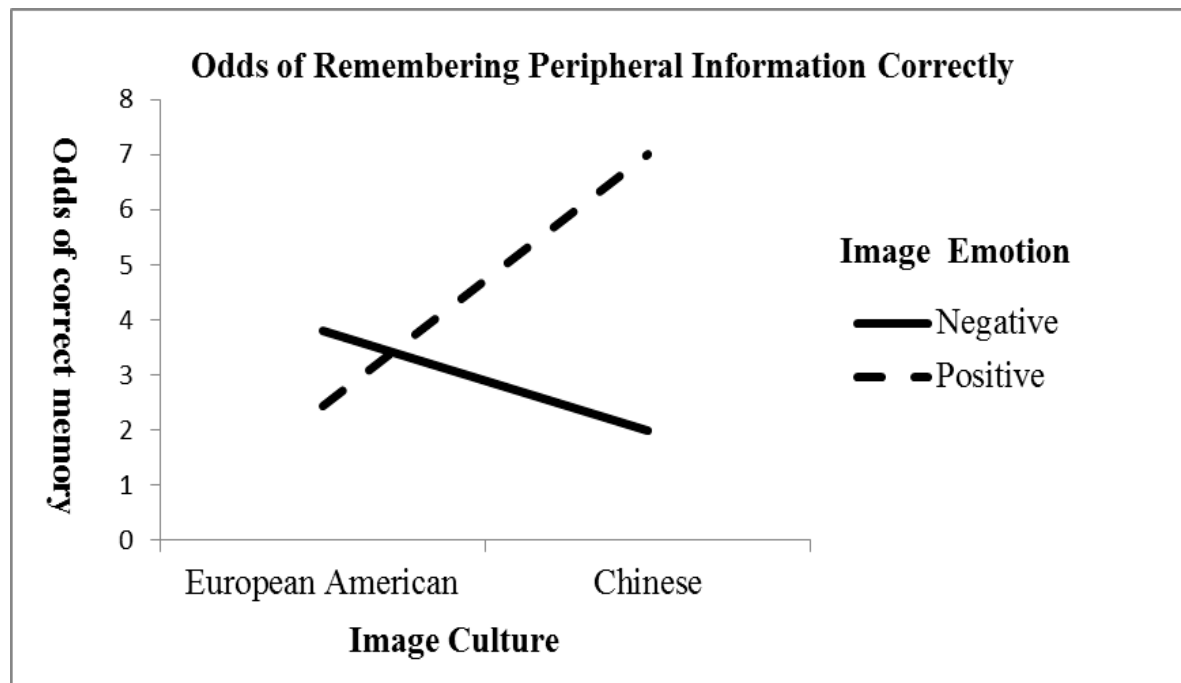 Odds of Remembering Peripheral Information Correctly
Odds of correct memory
8
7
6
5
4
3
2
1
0
European American
Chinese
Image Culture
Image Emotion
Negative
Positive